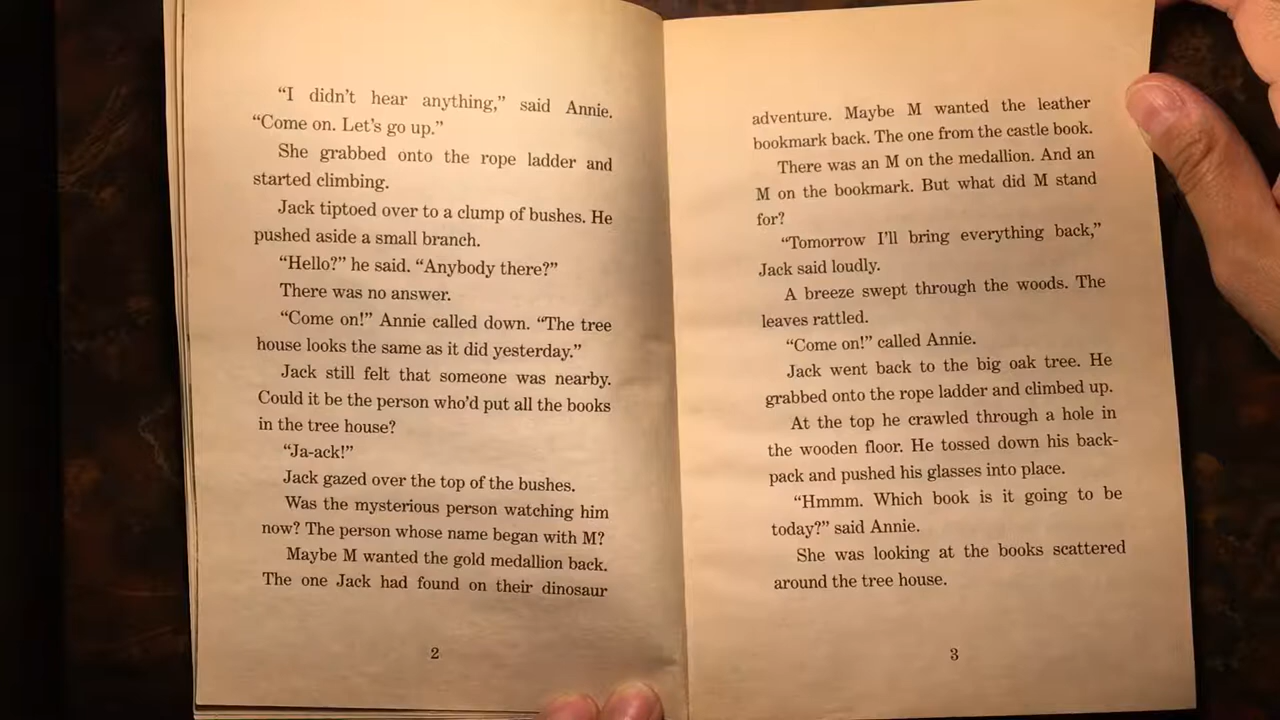 “I didn’t hear anything,” said Annie.
“Come on. Let’s go up.”
She grabbed onto the rope ladder and
started climbing.
Jack tiptoed over to a clump of bushes. He
pushed aside a small branch.
“Hello?” he said. “Anybody there?”
There was no answer.
“Come on!” Annie called down. “The tree
house looks the same as it did yesterday.”
Jack still felt that someone was nearby.
Could it be the person who’d put all the books
in the tree house?
“Ja-ack!”
Jack gazed over the top of the bushes.
Was the mysterious person watching him
now? The person whose name began with M?
Maybe M wanted the gold medallion back.
The one Jack had found on their dinosaur
2
adventure. Maybe M wanted the leather
bookmark back. The one from the castle book.
There was an M on the medallion. And an
M on the bookmark. But what did M stand
for?
“Tomorrow I’ll bring everything back,”
Jack said loudly.
A breeze swept through the woods. The
leaves rattled.
“Come on!” called Annie.
Jack went back to the big oak tree. He
grabbed onto the rope ladder and climbed up.
At the top he crawled through a hole in
the wooden floor. He tossed down his back-
pack and pushed his glasses into place.
“Hmmm. Which book is it going to be
today?” said Annie.
She was looking at the books scattered
around the tree house.
3